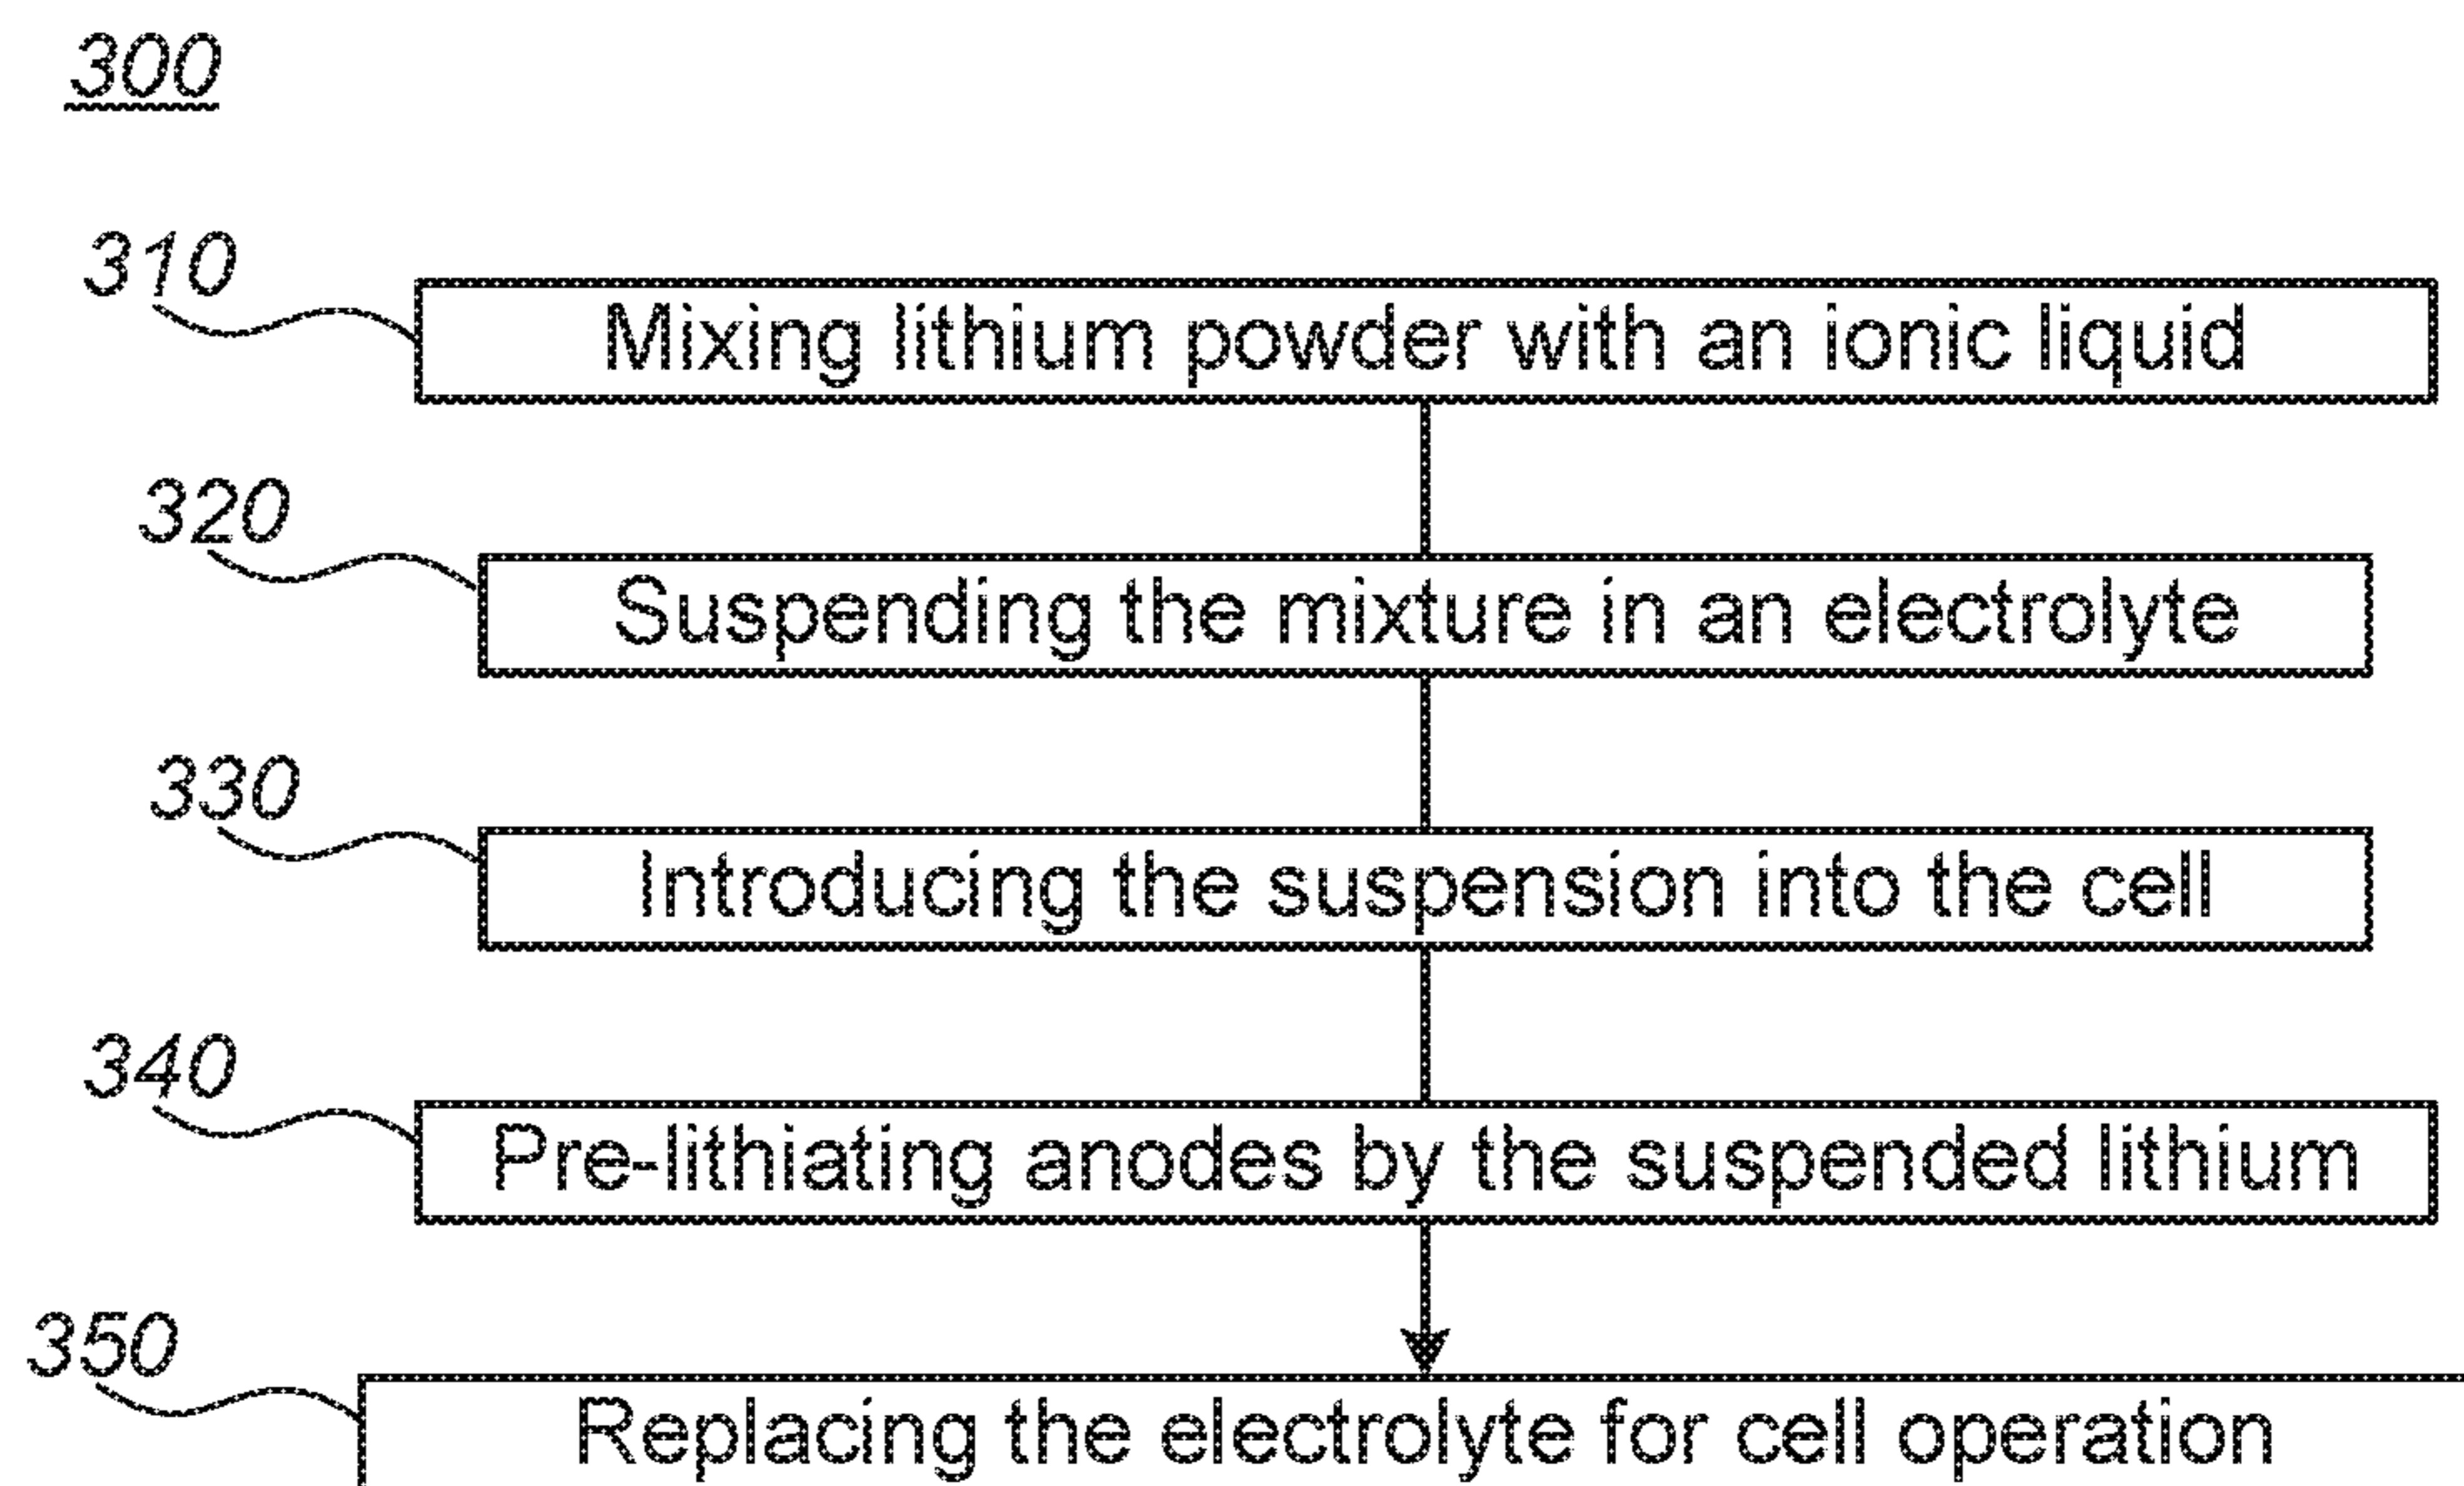 300
310
Mixing lithium powder with an ionic liquid
320
Suspending the mixture in an electrolyte
330
Introducing the suspension into the cell
340
Pre-lithiating anodes by the suspended lithium
350
Replacing the electrolyte for cell operation